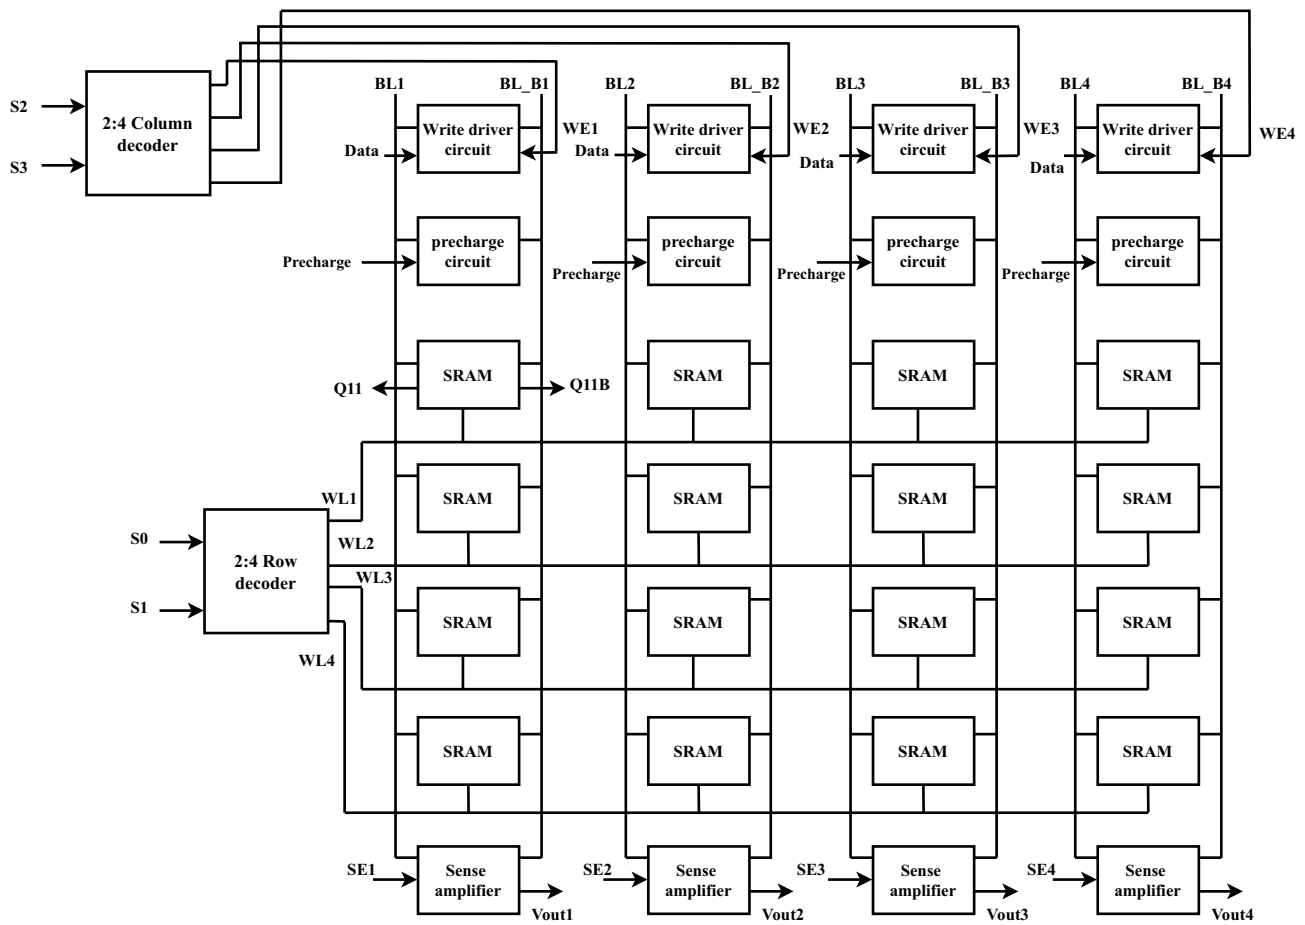 BL1
BL_B1
BL2
BL_B2
BL3
BL_B3
BL4
BL_B4
S2
S3
2:4 Column
decoder
Write driver
circuit
Data
WE1
Write driver
circuit
Data
WE2
Write driver
circuit
Data
WE3
Write driver
circuit
Data
WE4
precharge
circuit
Precharge
precharge
circuit
Precharge
precharge
circuit
Precharge
precharge
circuit
Precharge
Q11
SRAM
Q11B
SRAM
SRAM
SRAM
WL1
SRAM
SRAM
SRAM
SRAM
S0
S1
2:4 Row
decoder
WL2
WL3
SRAM
SRAM
SRAM
SRAM
WL4
SRAM
SRAM
SRAM
SRAM
SE1
Sense
amplifier
Vout1
SE2
Sense
amplifier
Vout2
SE3
Sense
amplifier
Vout3
SE4
Sense
amplifier
Vout4